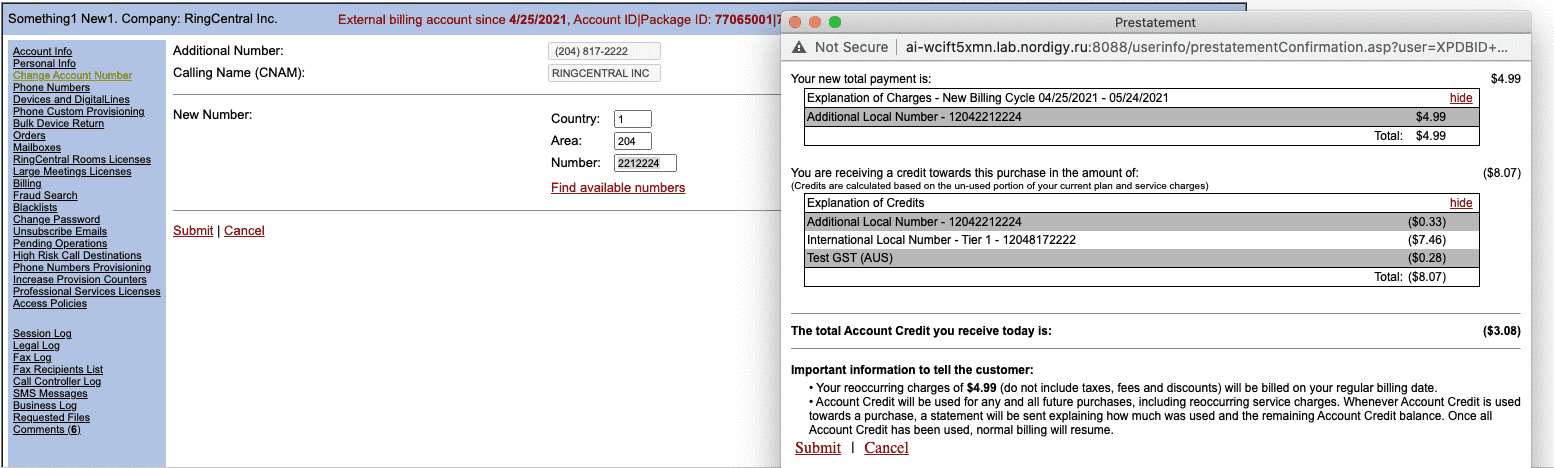 Something1 New1. Company: RingCentral Inc.
External billing account since 4/25/2021, Account ID|Package ID: 77065001|7
Account Info
Personal Info
Change Account Number
Phone Numbers
Devices and DigitalLines
Phone Custom Provisioning
Bulk Device Return
Orders
Mailboxes
RingCentral Rooms Licenses
Large Meetings Licenses
Billing
Fraud Search
Blacklists
Change Password
Unsubscribe Emails
Pending Operations
High Risk Call Destinations
Phone Numbers Provisioning
Increase Provision Counters
Professional Services Licenses
Access Policies
Session Log
Legal Log
Fax Log
Fax Recipients List
Call Controller Log
SMS Messages
Business Log
Requested Files
Comments (6)
Additional Number: (204) 817-2222
Calling Name (CNAM): RINGCENTRAL INC
New Number:
Country: 1
Area: 204
Number: 2212224
Find available numbers
Submit | Cancel
Prestatement
Not Secure | ai-wcift5xmn.lab.nordigy.ru:8088/userinfo/prestatementConfirmation.asp?user=XPDBID+...
Your new total payment is: $4.99
Explanation of Charges - New Billing Cycle 04/25/2021 - 05/24/2021 hide
Additional Local Number - 12042212224 $4.99
Total: $4.99
You are receiving a credit towards this purchase in the amount of: ($8.07)
(Credits are calculated based on the un-used portion of your current plan and service charges)
Explanation of Credits hide
Additional Local Number - 12042212224 ($0.33)
International Local Number - Tier 1 - 12048172222 ($7.46)
Test GST (AUS) ($0.28)
Total: ($8.07)
The total Account Credit you receive today is: ($3.08)
Important information to tell the customer:
• Your reoccurring charges of $4.99 (do not include taxes, fees and discounts) will be billed on your regular billing date.
• Account Credit will be used for any and all future purchases, including reoccurring service charges. Whenever Account Credit is used
towards a purchase, a statement will be sent explaining how much was used and the remaining Account Credit balance. Once all
Account Credit has been used, normal billing will resume.
Submit | Cancel